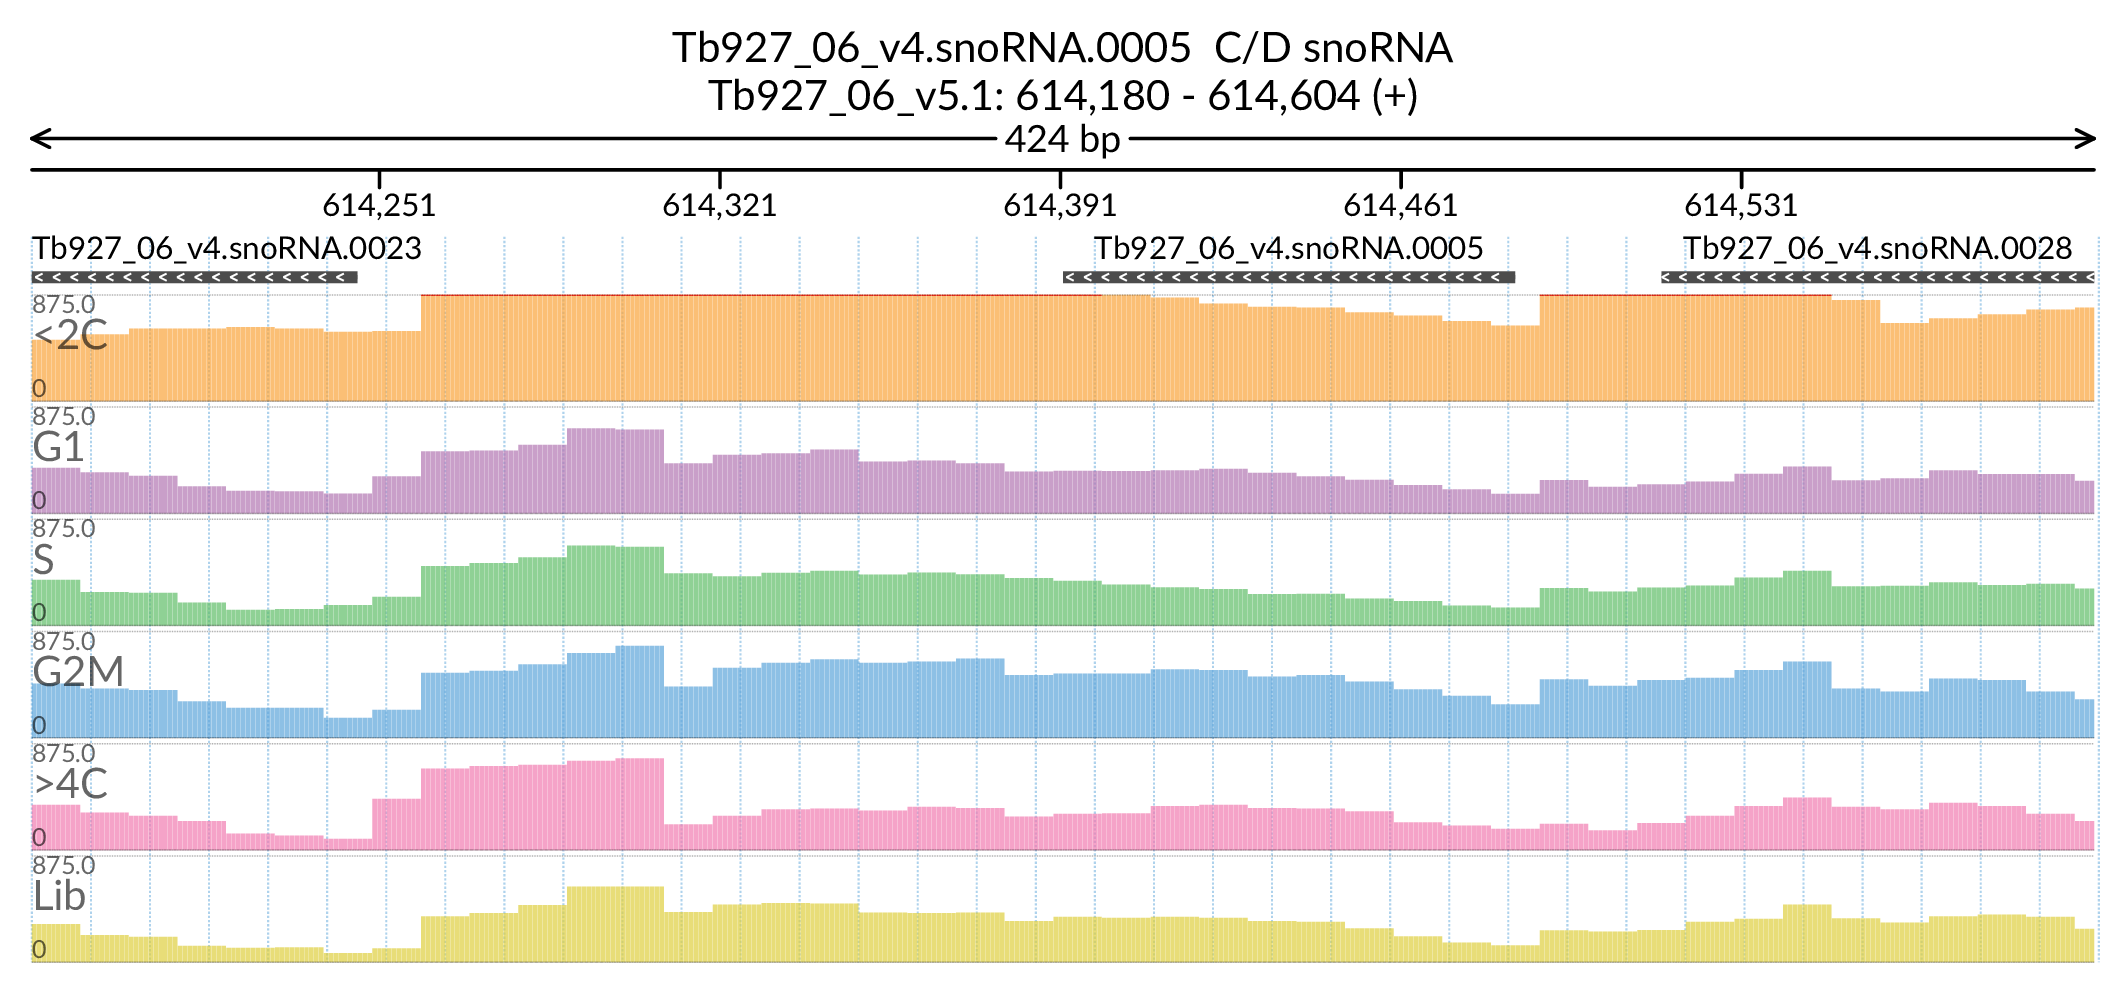 Tb927_06_v4.snoRNA.0005  C/D snoRNA
Tb927_06_v5.1: 614,180 - 614,604 (+)
424 bp
614,251 614,321 614,391 614,461 614,531
Tb927_06_v4.snoRNA.0023 Tb927_06_v4.snoRNA.0005 Tb927_06_v4.snoRNA.0028
875.0
<2C
0
875.0
G1
0
875.0
S
0
875.0
G2M
0
875.0
>4C
0
875.0
Lib
0